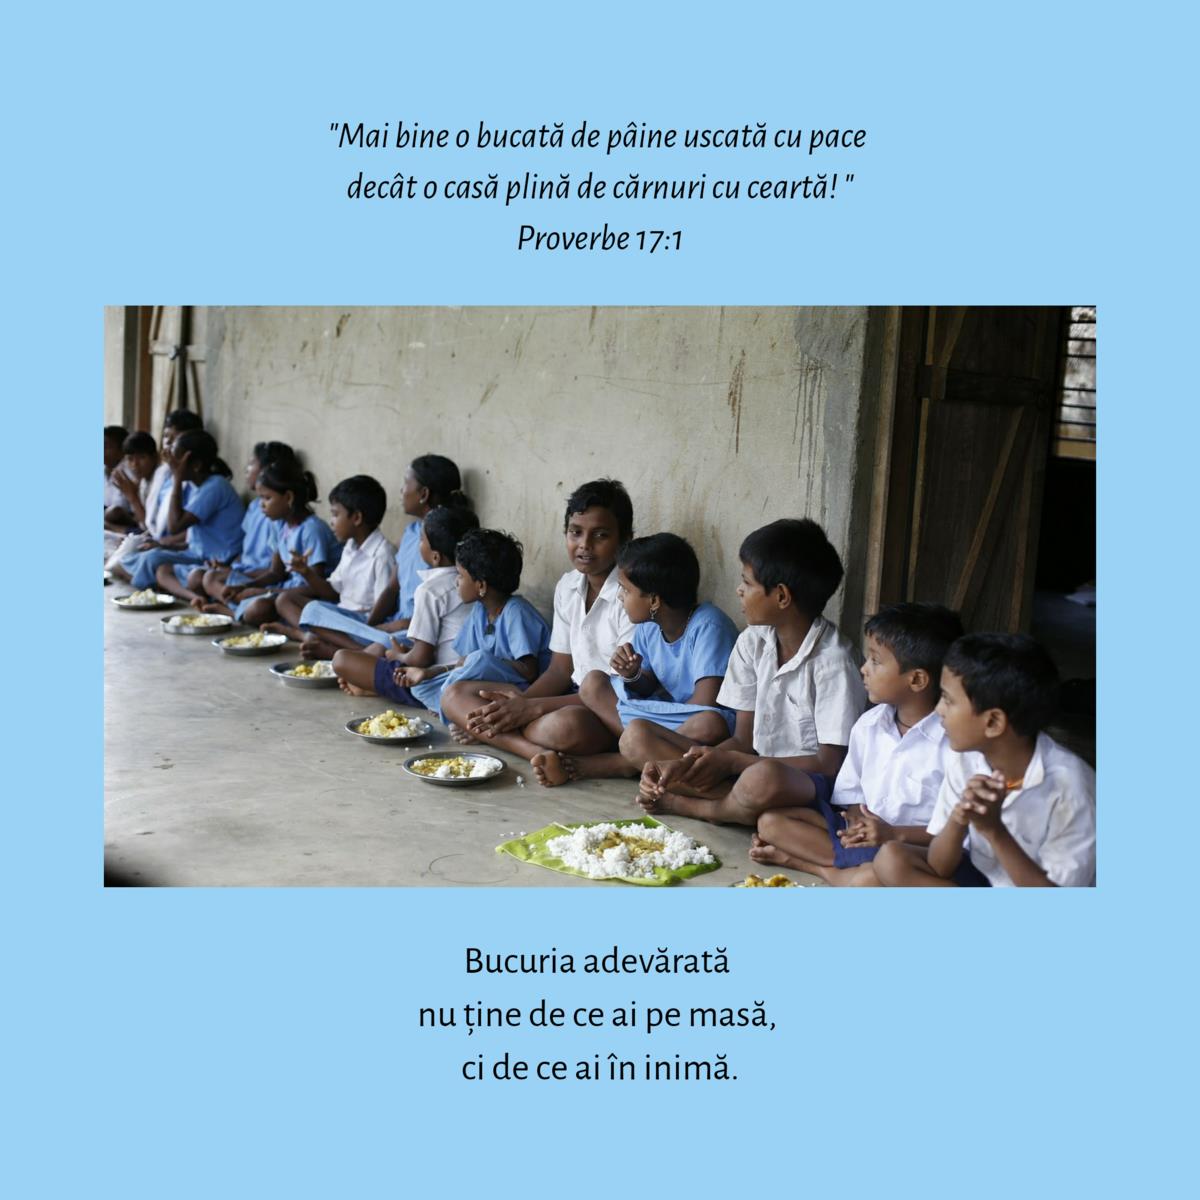 "Mai bine o bucată de pâine uscată cu pace
decât o casă plină de cărnuri cu ceartă! "
Proverbe 17:1
Bucuria adevărată
nu ține de ce ai pe masă,
ci de ce ai în inimă.